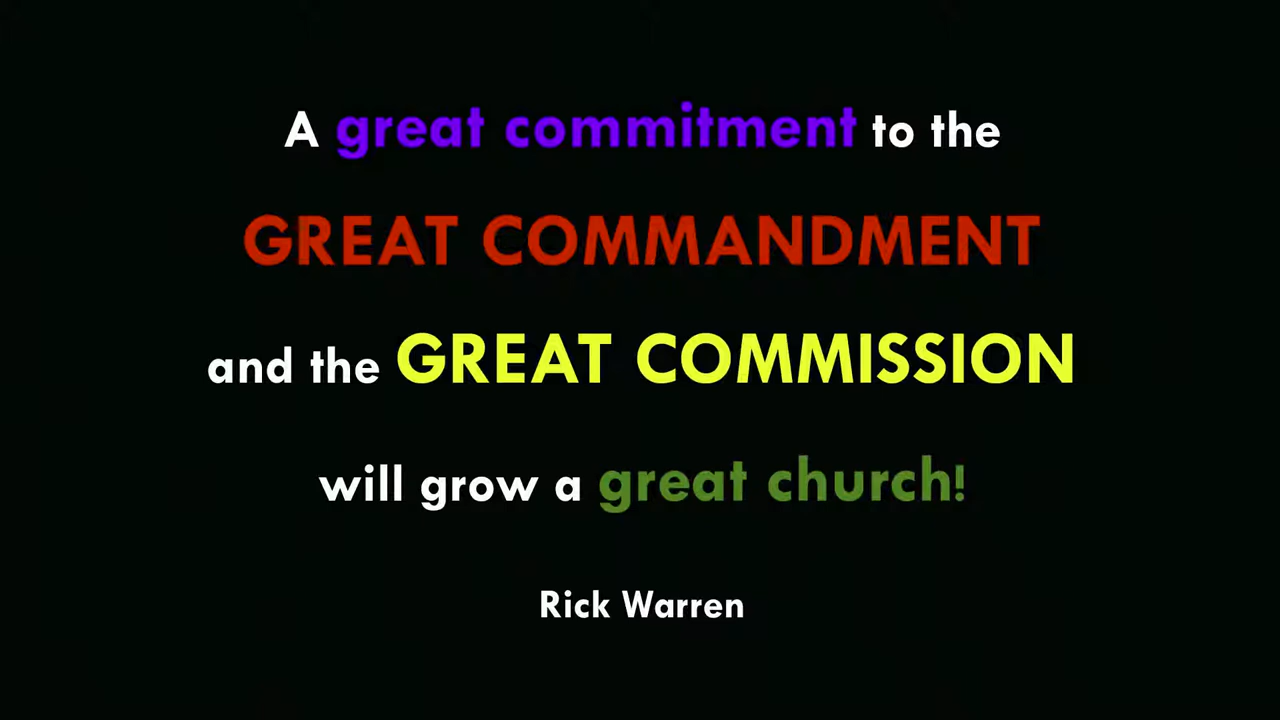 A great commitment to the
GREAT COMMANDMENT
and the GREAT COMMISSION
will grow a great church!
Rick Warren